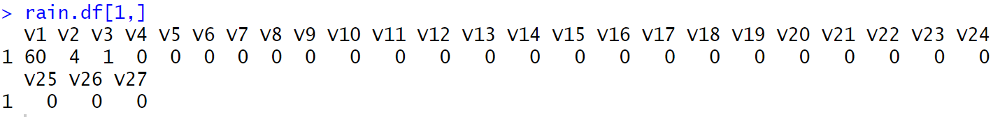 > rain.df[1,]
  V1 V2 V3 V4 V5 V6 V7 V8 V9 V10 V11 V12 V13 V14 V15 V16 V17 V18 V19 V20 V21 V22 V23 V24
1 60  4  1  0  0  0  0  0  0   0   0   0   0   0   0   0   0   0   0   0   0   0   0   0
  V25 V26 V27
1   0   0   0